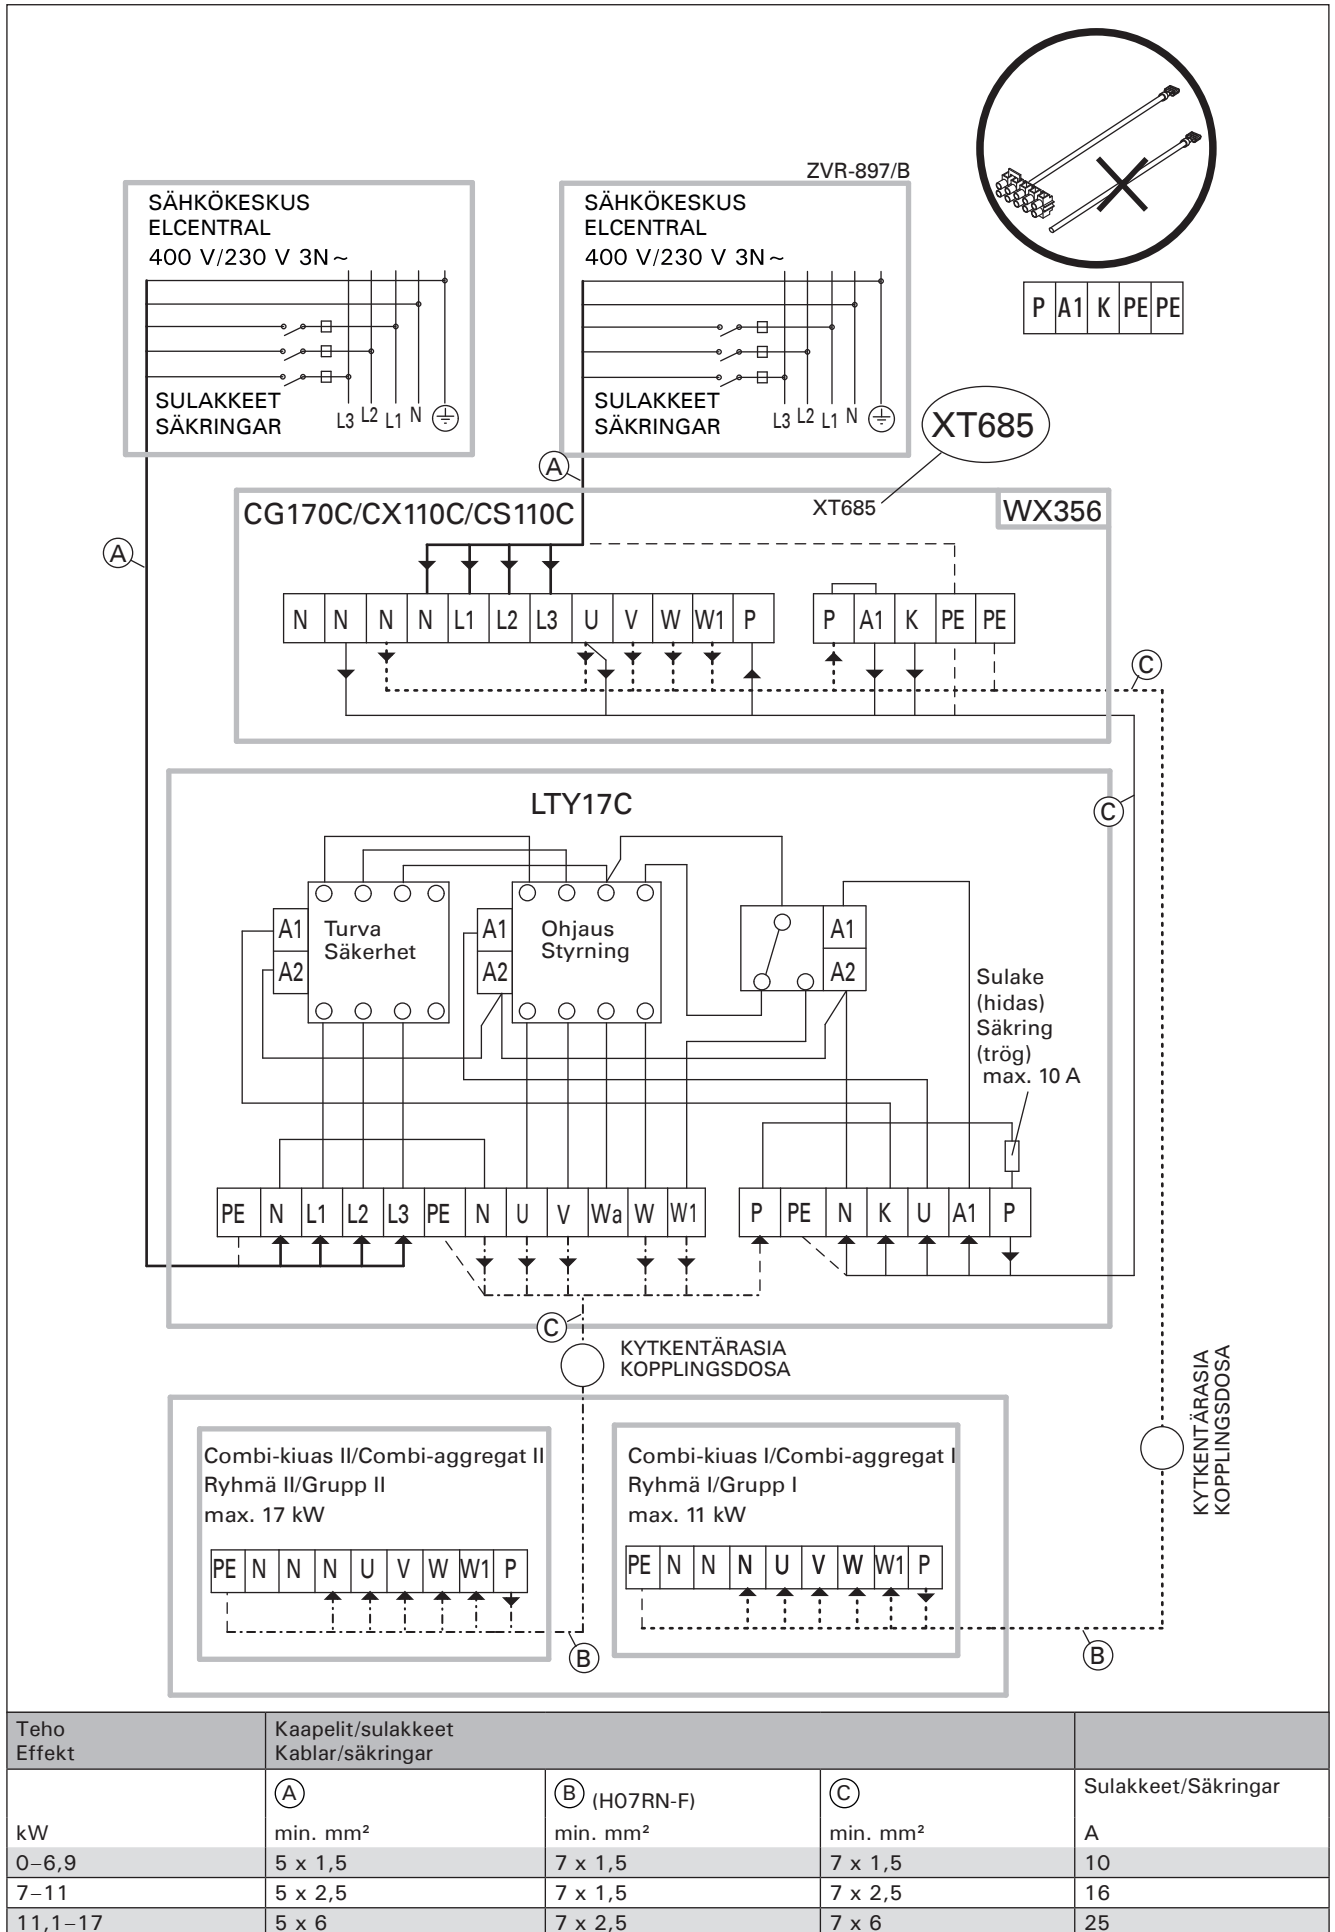 ZVR-897/B
SÄHKÖKESKUS
ELCENTRAL
400 V/230 V 3N~
SULAKKEET
SÄKRINGAR
L3 L2 L1 N
SÄHKÖKESKUS
ELCENTRAL
400 V/230 V 3N~
SULAKKEET
SÄKRINGAR
L3 L2 L1 N
P A1 K PE PE
XT685
A
A
CG170C/CX110C/CS110C
XT685
WX356
N N N N L1 L2 L3 U V W W1 P
P A1 K PE PE
C
LTY17C
C
A1
A2
Turva
Säkerhet
A1
A2
Ohjaus
Styrning
A1
A2
Sulake
(hidas)
Säkring
(trög)
max. 10 A
PE N L1 L2 L3 PE N U V Wa W W1
P PE N K U A1 P
C
KYTKENTÄRASIA
KOPPLINGSDOSA
KYTKENTÄRASIA
KOPPLINGSDOSA
Combi-kiuas II/Combi-aggregat II
Ryhmä II/Grupp II
max. 17 kW
PE N N N U V W W1 P
B
Combi-kiuas I/Combi-aggregat I
Ryhmä I/Grupp I
max. 11 kW
PE N N N U V W W1 P
B
Teho
Effekt
Kaapelit/sulakkeet
Kablar/säkringar
A B (H07RN-F) C Sulakkeet/Säkringar
kW min. mm² min. mm² min. mm² A
0–6,9 5 x 1,5 7 x 1,5 7 x 1,5 10
7–11 5 x 2,5 7 x 1,5 7 x 2,5 16
11,1–17 5 x 6 7 x 2,5 7 x 6 25